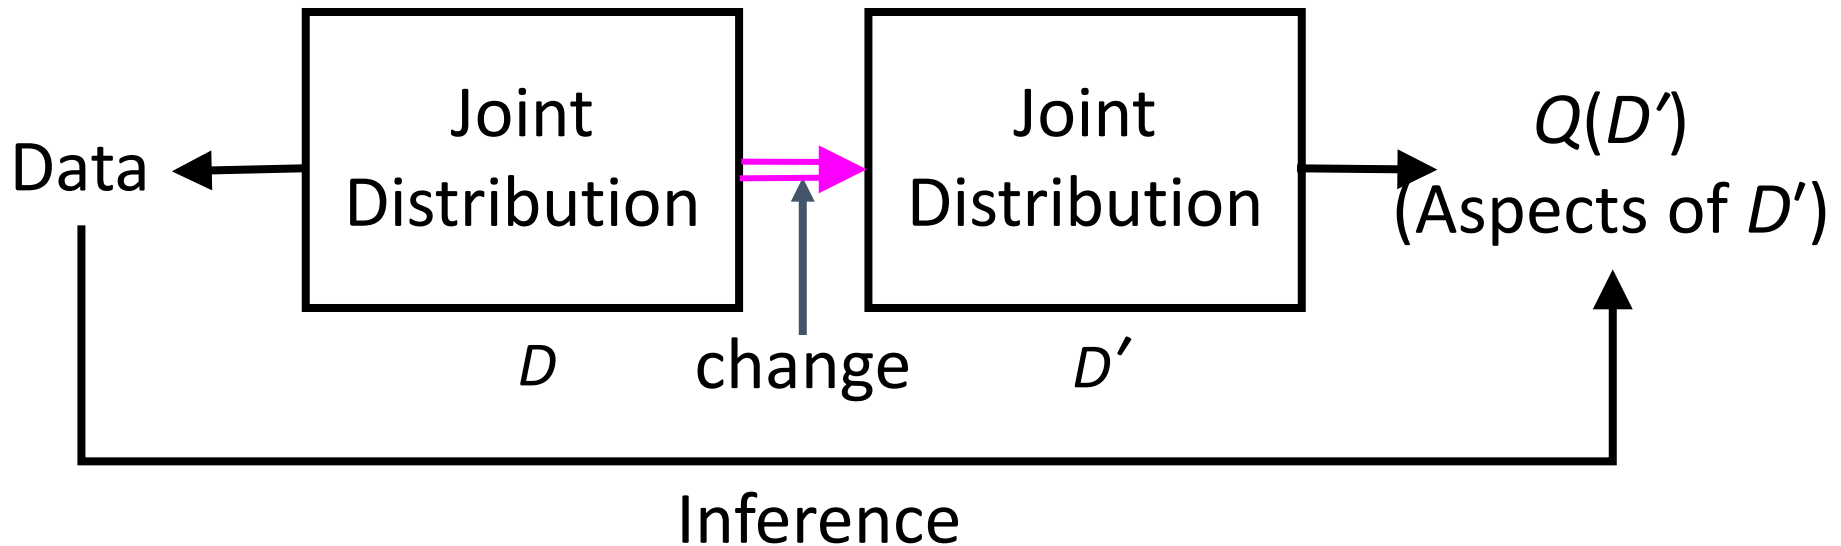 Data
Joint
Distribution
D
change
Joint
Distribution
D′
Q(D′)
(Aspects of D′)
Inference